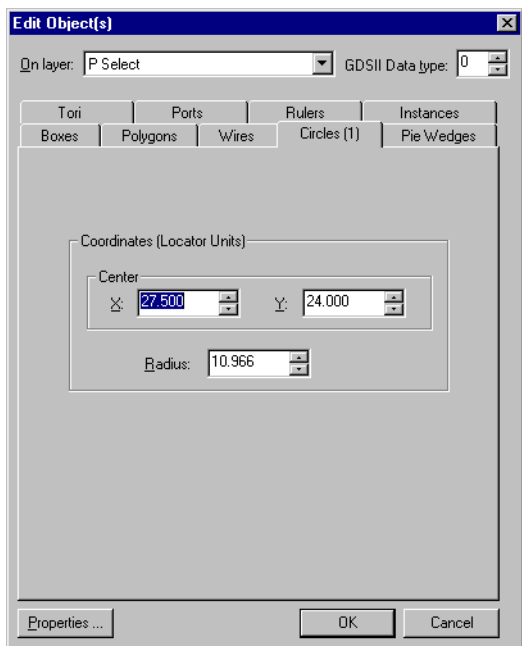 Edit Object(s)
On layer: P Select GDSII Data type: 0
Tori Ports Rulers Instances
Boxes Polygons Wires Circles (1) Pie Wedges
Coordinates (Locator Units)
Center
X: 27.500 Y: 24.000
Radius: 10.966
Properties ... OK Cancel